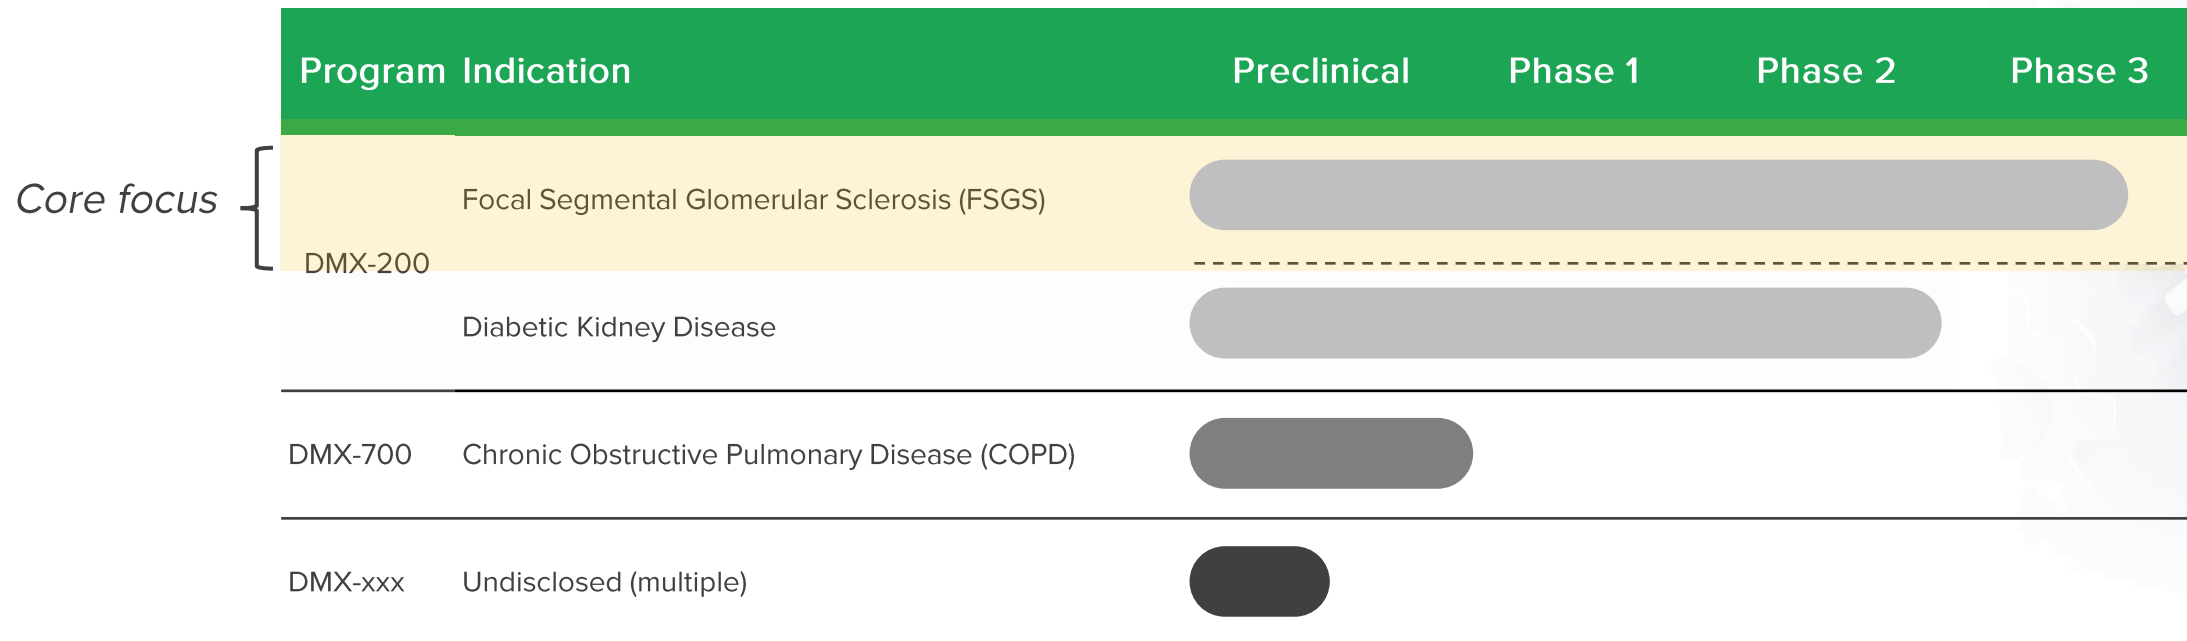 Program Indication Preclinical Phase 1 Phase 2 Phase 3
Core focus
Focal Segmental Glomerular Sclerosis (FSGS)
DMX-200
Diabetic Kidney Disease
DMX-700 Chronic Obstructive Pulmonary Disease (COPD)
DMX-xxx Undisclosed (multiple)